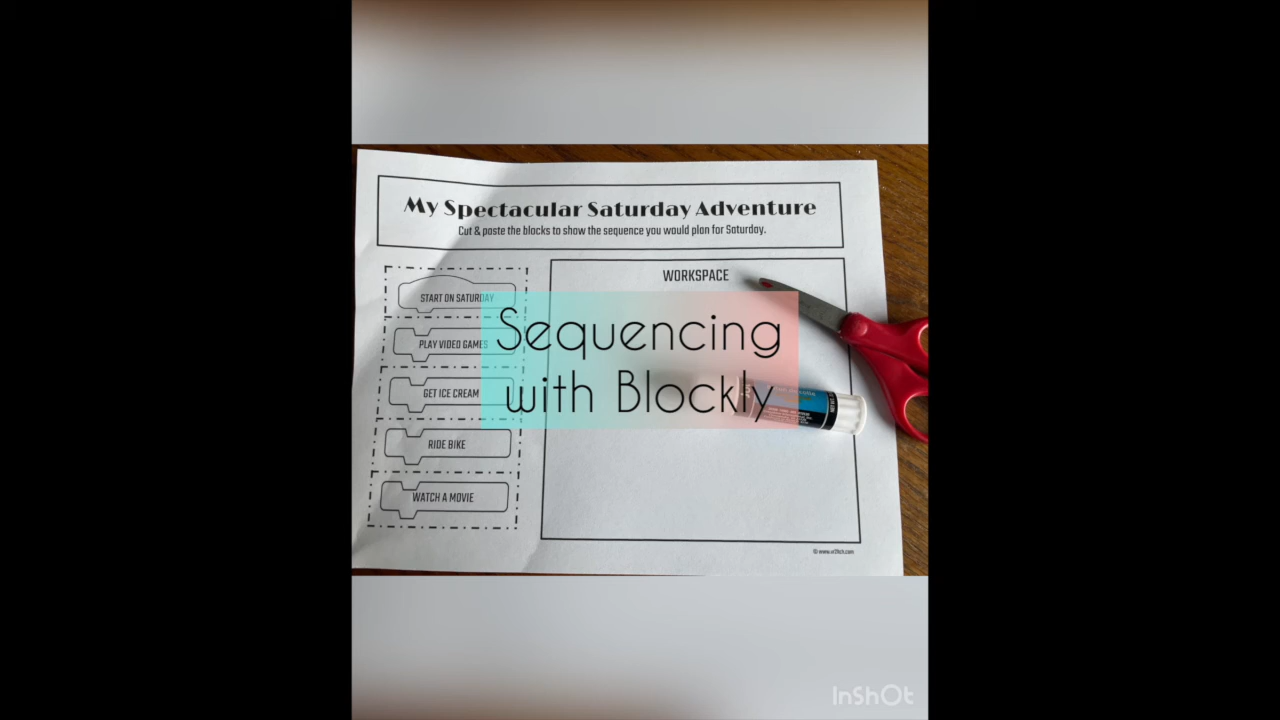 My Spectacular Saturday Adventure
Cut & paste the blocks to show the sequence you would plan for Saturday.
WORKSPACE
START ON SATURDAY
PLAY VIDEO GAMES
GET ICE CREAM
RIDE BIKE
WATCH A MOVIE
Sequencing
with Blockly
InShOt